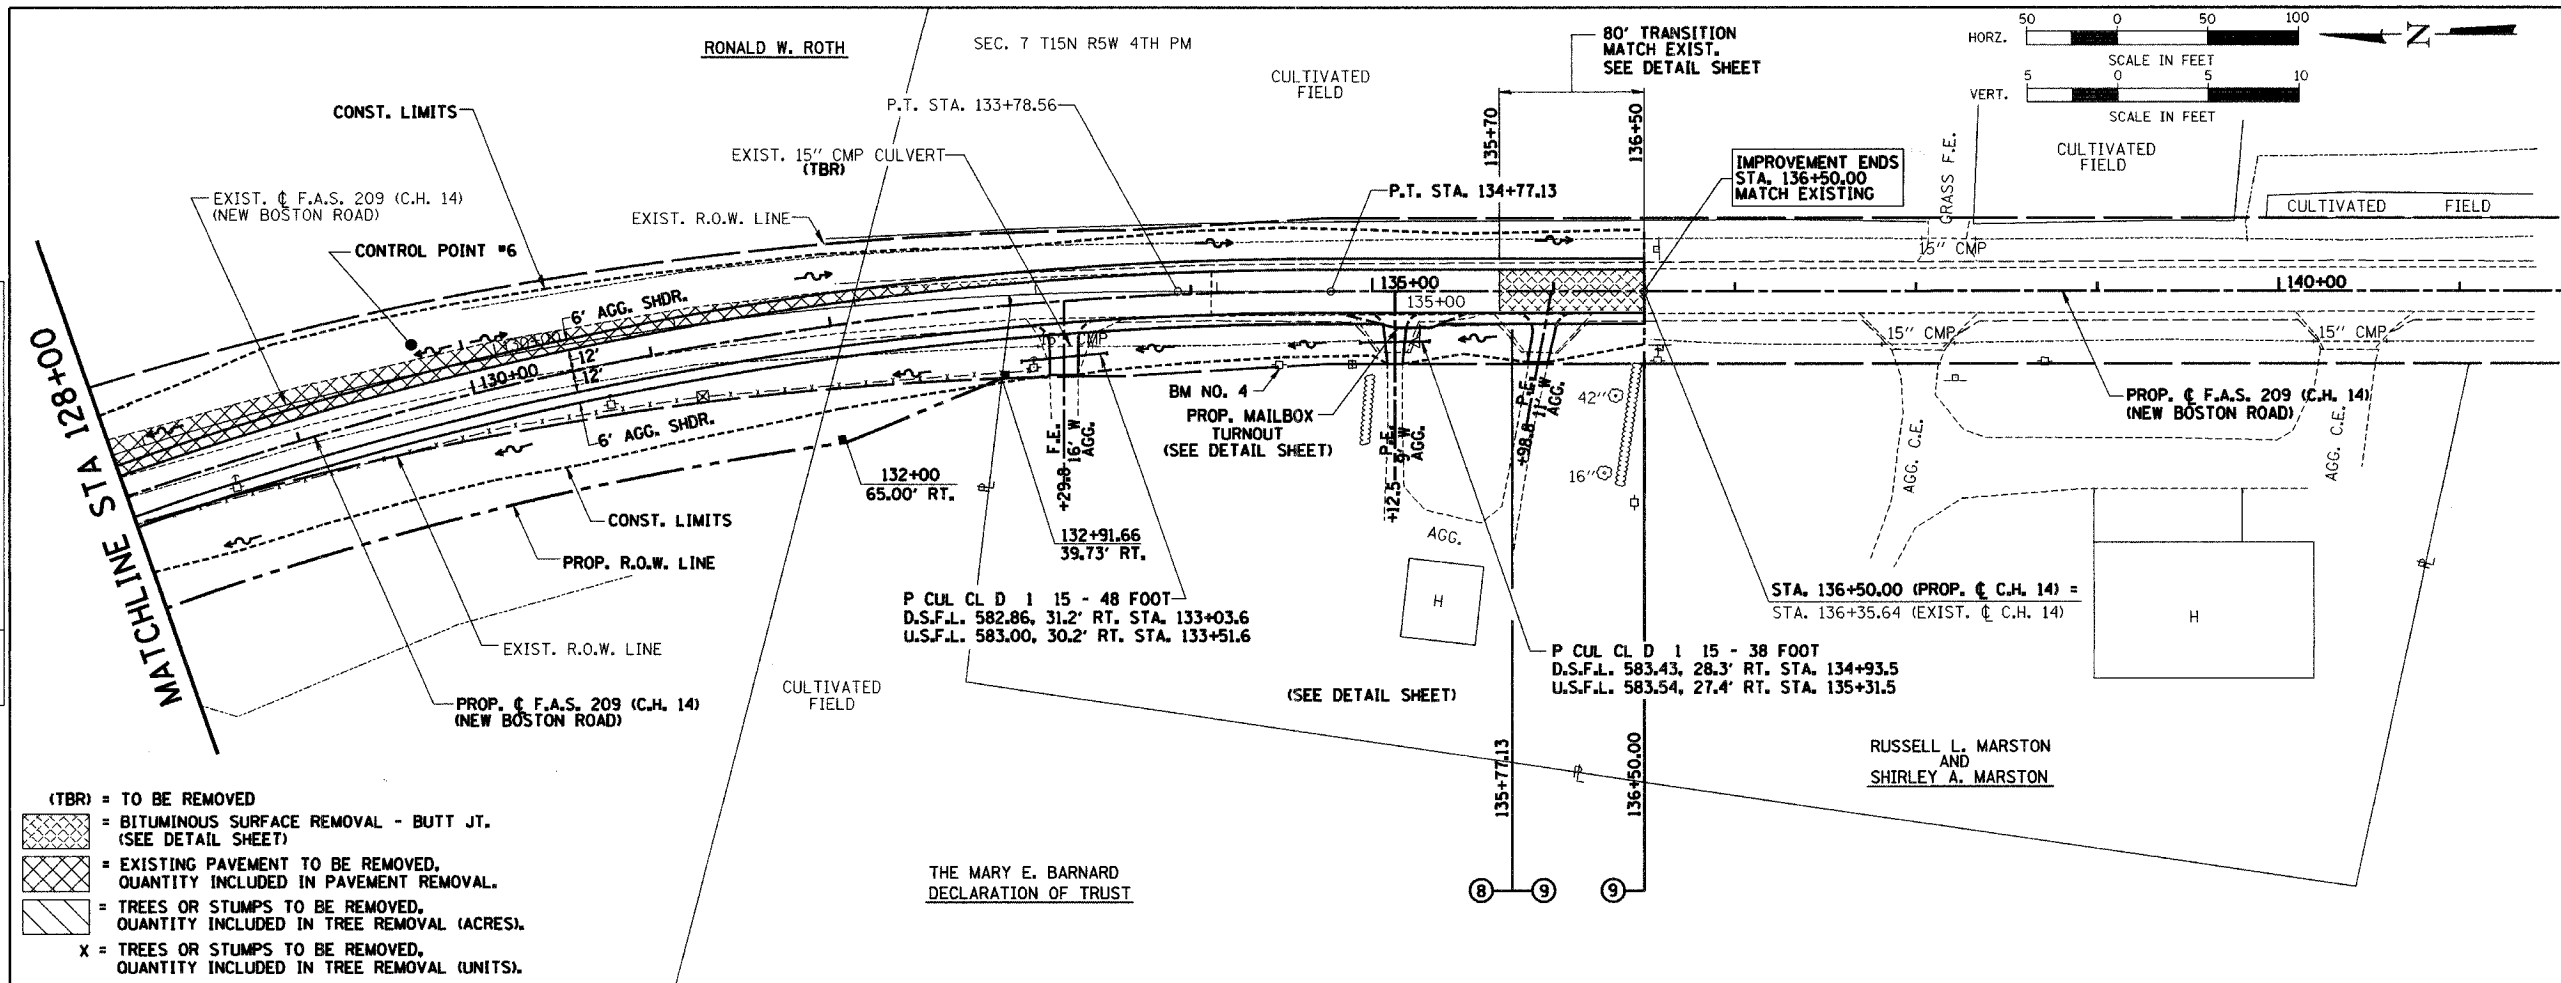 RONALD W. ROTH
SEC. 7 T15N R5W 4TH PM
CULTIVATED
FIELD
80' TRANSITION
MATCH EXIST.
SEE DETAIL SHEET
HORZ.
50 0 50 100
SCALE IN FEET
5 0 5 10
VERT.
SCALE IN FEET
N
CONST. LIMITS
P.T. STA. 133+78.56
EXIST. 15" CMP CULVERT
(TBR)
135+70
136+50
IMPROVEMENT ENDS
STA. 136+50.00
MATCH EXISTING
GRASS F.E.
CULTIVATED
FIELD
EXIST. ℄ F.A.S. 209 (C.H. 14)
(NEW BOSTON ROAD)
EXIST. R.O.W. LINE
P.T. STA. 134+77.13
CULTIVATED FIELD
CONTROL POINT #6
15" CMP
6' AGG. SHDR.
135+00
135+00
140+00
MATCHLINE STA 128+00
12'
130+00
12'
6' AGG. SHDR.
15" CMP
15" CMP
BM NO. 4
PROP. MAILBOX
TURNOUT
(SEE DETAIL SHEET)
42"
16"
PROP. ℄ F.A.S. 209 (C.H. 14)
(NEW BOSTON ROAD)
+29.8 F.E.
16' W
AGG.
+12.5 P.E.
9' W
AGG.
+98.8 P.E.
11' W
AGG.
AGG. C.E.
AGG. C.E.
132+00
65.00' RT.
℄
CONST. LIMITS
132+91.66
39.73' RT.
AGG.
PROP. R.O.W. LINE
P CUL CL D 1 15 - 48 FOOT
D.S.F.L. 582.86, 31.2' RT. STA. 133+03.6
U.S.F.L. 583.00, 30.2' RT. STA. 133+51.6
H
STA. 136+50.00 (PROP. ℄ C.H. 14) =
STA. 136+35.64 (EXIST. ℄ C.H. 14)
H
EXIST. R.O.W. LINE
P CUL CL D 1 15 - 38 FOOT
D.S.F.L. 583.43, 28.3' RT. STA. 134+93.5
U.S.F.L. 583.54, 27.4' RT. STA. 135+31.5
CULTIVATED
FIELD
(SEE DETAIL SHEET)
PROP. ℄ F.A.S. 209 (C.H. 14)
(NEW BOSTON ROAD)
135+77.13
136+50.00
RUSSELL L. MARSTON
AND
SHIRLEY A. MARSTON
(TBR) = TO BE REMOVED
= BITUMINOUS SURFACE REMOVAL - BUTT JT.
(SEE DETAIL SHEET)
= EXISTING PAVEMENT TO BE REMOVED,
QUANTITY INCLUDED IN PAVEMENT REMOVAL.
= TREES OR STUMPS TO BE REMOVED,
QUANTITY INCLUDED IN TREE REMOVAL (ACRES).
X = TREES OR STUMPS TO BE REMOVED,
QUANTITY INCLUDED IN TREE REMOVAL (UNITS).
THE MARY E. BARNARD
DECLARATION OF TRUST
8 9 9